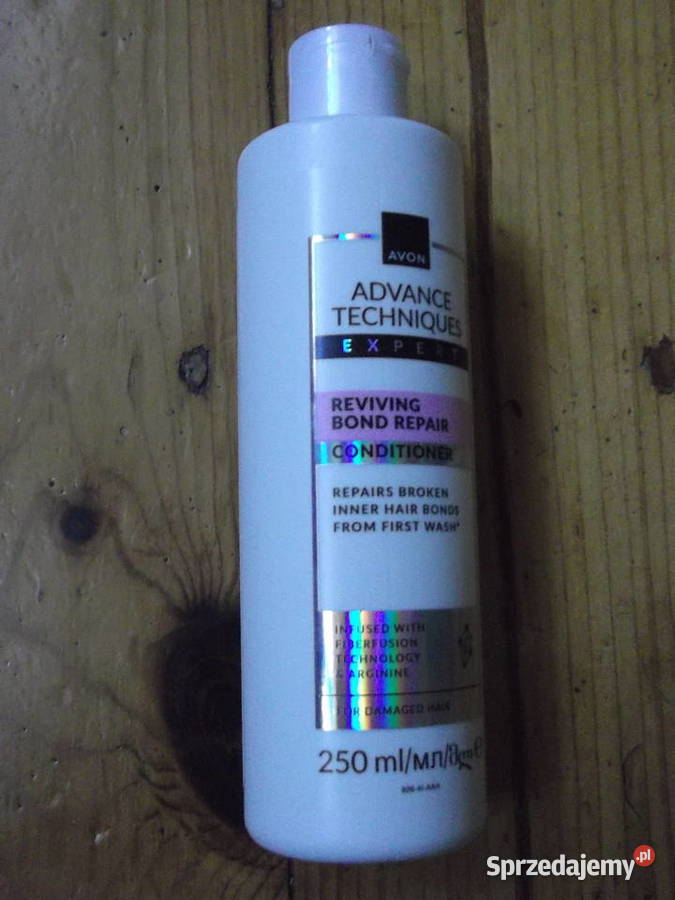 AVON
ADVANCE
TECHNIQUES
EXPERT
REVIVING
BOND REPAIR
CONDITIONER
REPAIRS BROKEN
INNER HAIR BONDS
FROM FIRST WASH*
INFUSED WITH
FIBERFUSION
TECHNOLOGY
& ARGININE
FOR DAMAGED HAIR
250 ml/мл/მლ ℮
Sprzedajemy.pl